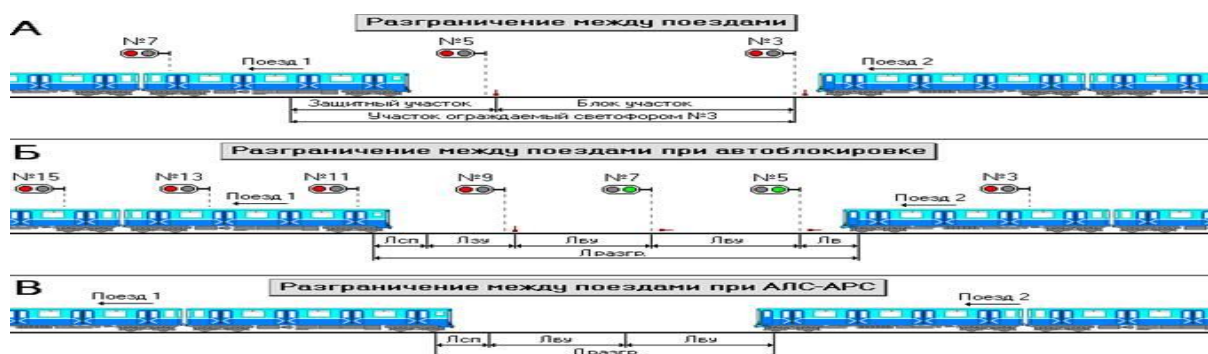 А
Разграничение между поездами
№7
№5
№3
Поезд 1
Поезд 2
Защитный участок
Блок участок
Участок ограждаемый светофором №3
Б
Разграничение между поездами при автоблокировке
№15
№13
№11
№9
№7
№5
№3
Поезд 1
Поезд 2
Лсп
Лзу
Лбу
Лбу
Лв
Лразгр.
В
Разграничение между поездами при АЛС-АРС
Поезд 1
Поезд 2
Лсп
Лбу
Лбу
Лразгр.